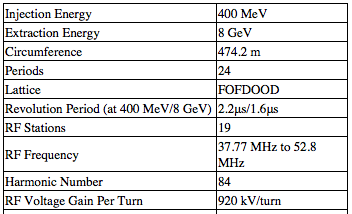 Injection Energy 400 MeV
Extraction Energy 8 GeV
Circumference 474.2 m
Periods 24
Lattice FOFDOOD
Revolution Period (at 400 MeV/8 GeV) 2.2μs/1.6μs
RF Stations 19
RF Frequency 37.77 MHz to 52.8
MHz
Harmonic Number 84
RF Voltage Gain Per Turn 920 kV/turn